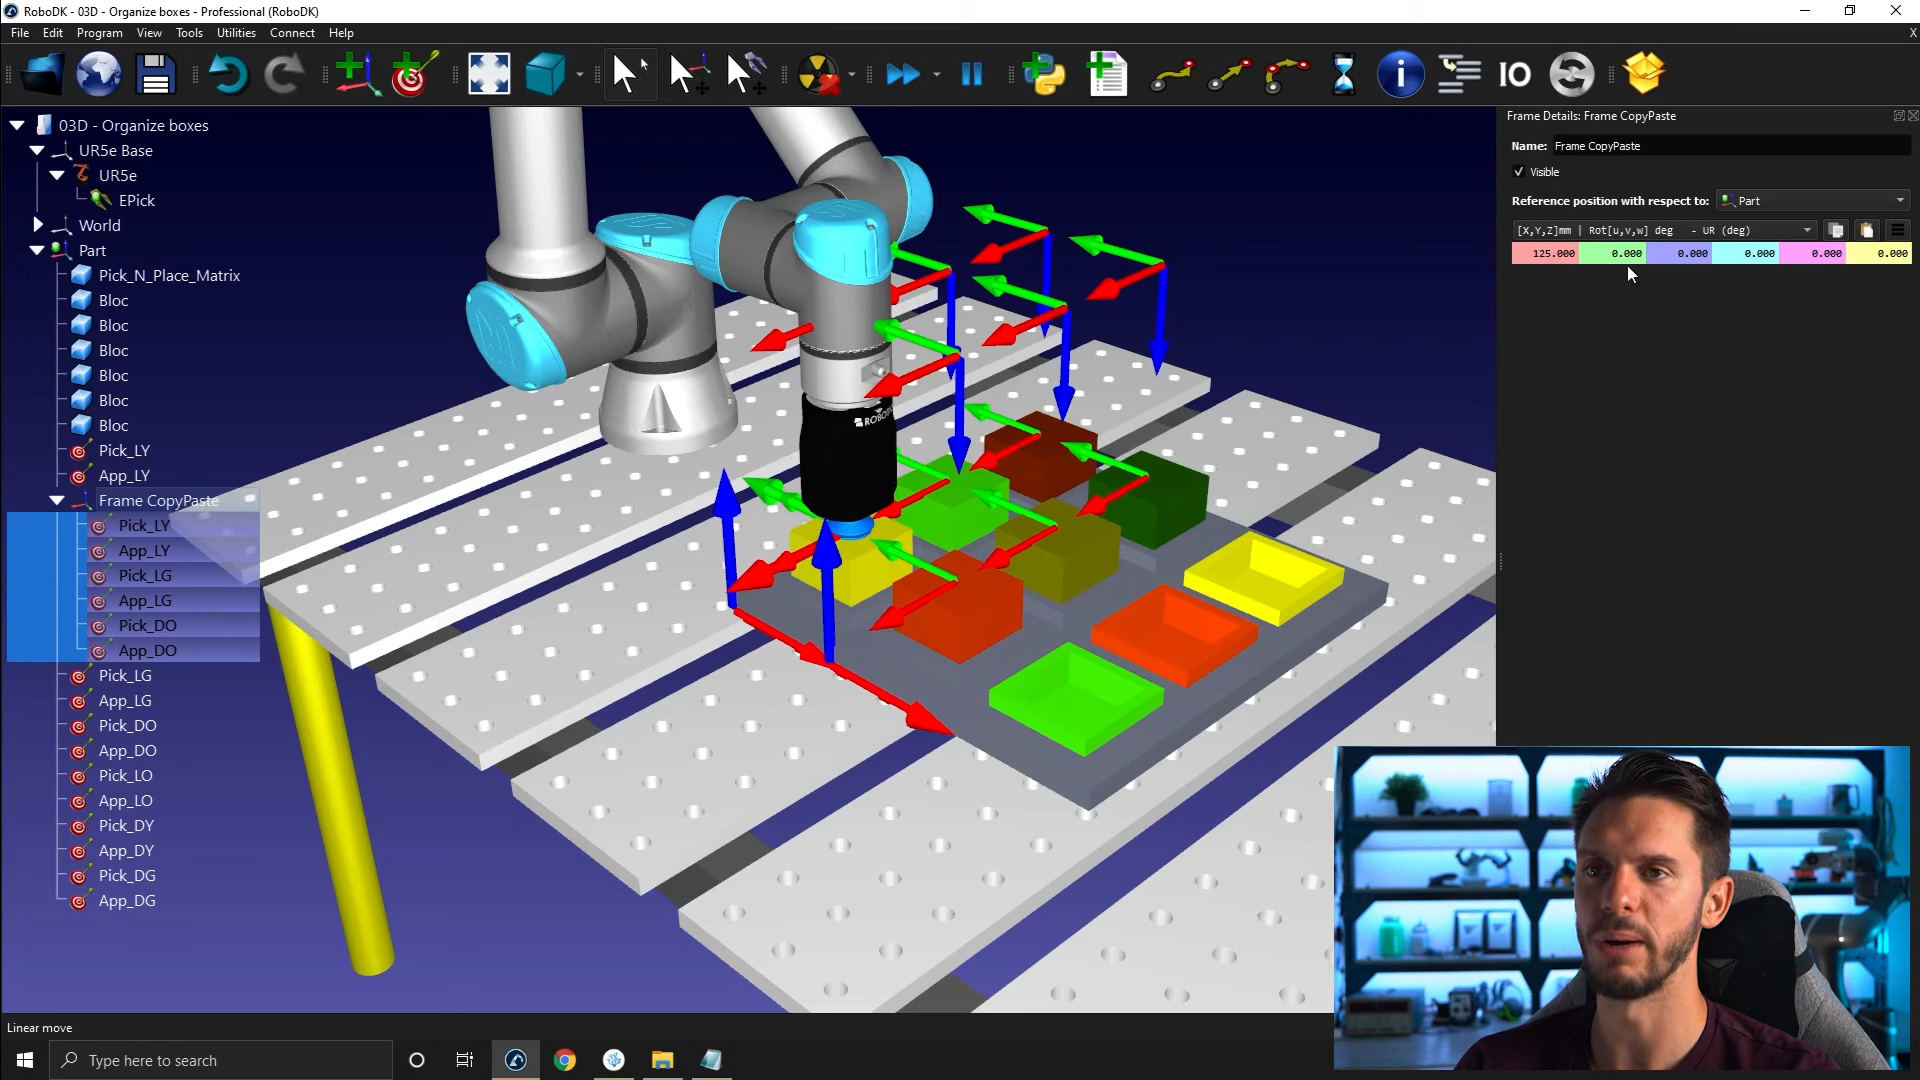 RoboDK - 03D - Organize boxes - Professional (RoboDK)
File Edit Program View Tools Utilities Connect Help X
IO
03D - Organize boxes
UR5e Base
UR5e
EPick
World
Part
Pick_N_Place_Matrix
Bloc
Bloc
Bloc
Bloc
Bloc
Bloc
Pick_LY
App_LY
Frame CopyPaste
Pick_LY
App_LY
Pick_LG
App_LG
Pick_DO
App_DO
Pick_LG
App_LG
Pick_DO
App_DO
Pick_LO
App_LO
Pick_DY
App_DY
Pick_DG
App_DG
Frame Details: Frame CopyPaste
Name: Frame CopyPaste
Visible
Reference position with respect to: Part
[X,Y,Z]mm | Rot[u,v,w] deg - UR (deg)
125.000 0.000 0.000 0.000 0.000 0.000
Linear move
Type here to search